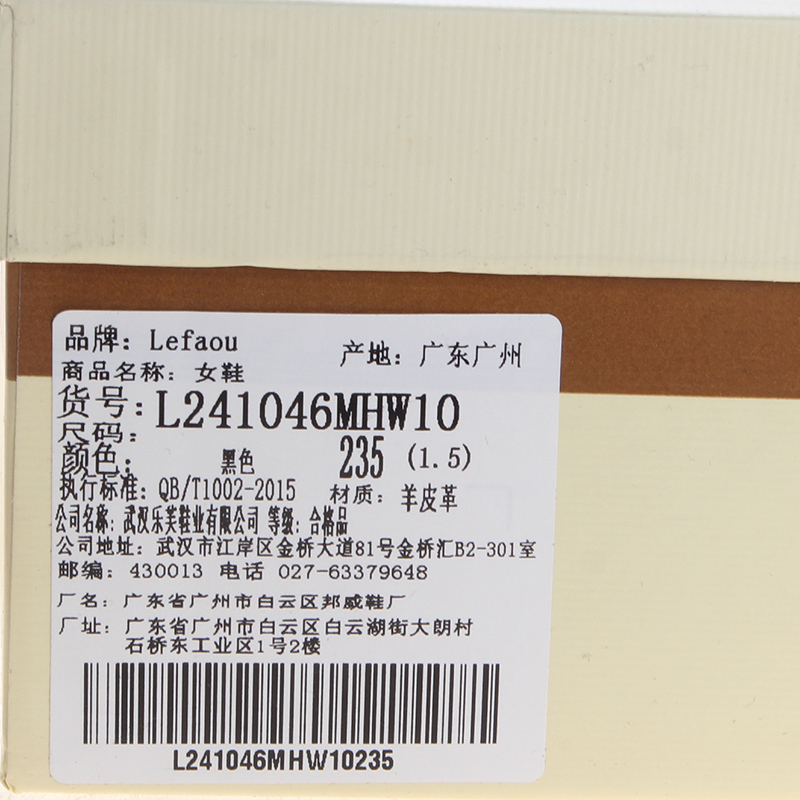 品牌：Lefaou 产地：广东广州
商品名称：女鞋
货号：L241046MHW10
尺码：
颜色： 黑色 235 (1.5)
执行标准：QB/T1002-2015 材质：羊皮革
公司名称：武汉乐芙鞋业有限公司 等级：合格品
公司地址：武汉市江岸区金桥大道81号金桥汇B2-301室
邮编：430013 电话 027-63379648
厂名：广东省广州市白云区邦威鞋厂
厂址：广东省广州市白云区白云湖街大朗村
石桥东工业区1号2楼
L241046MHW10235